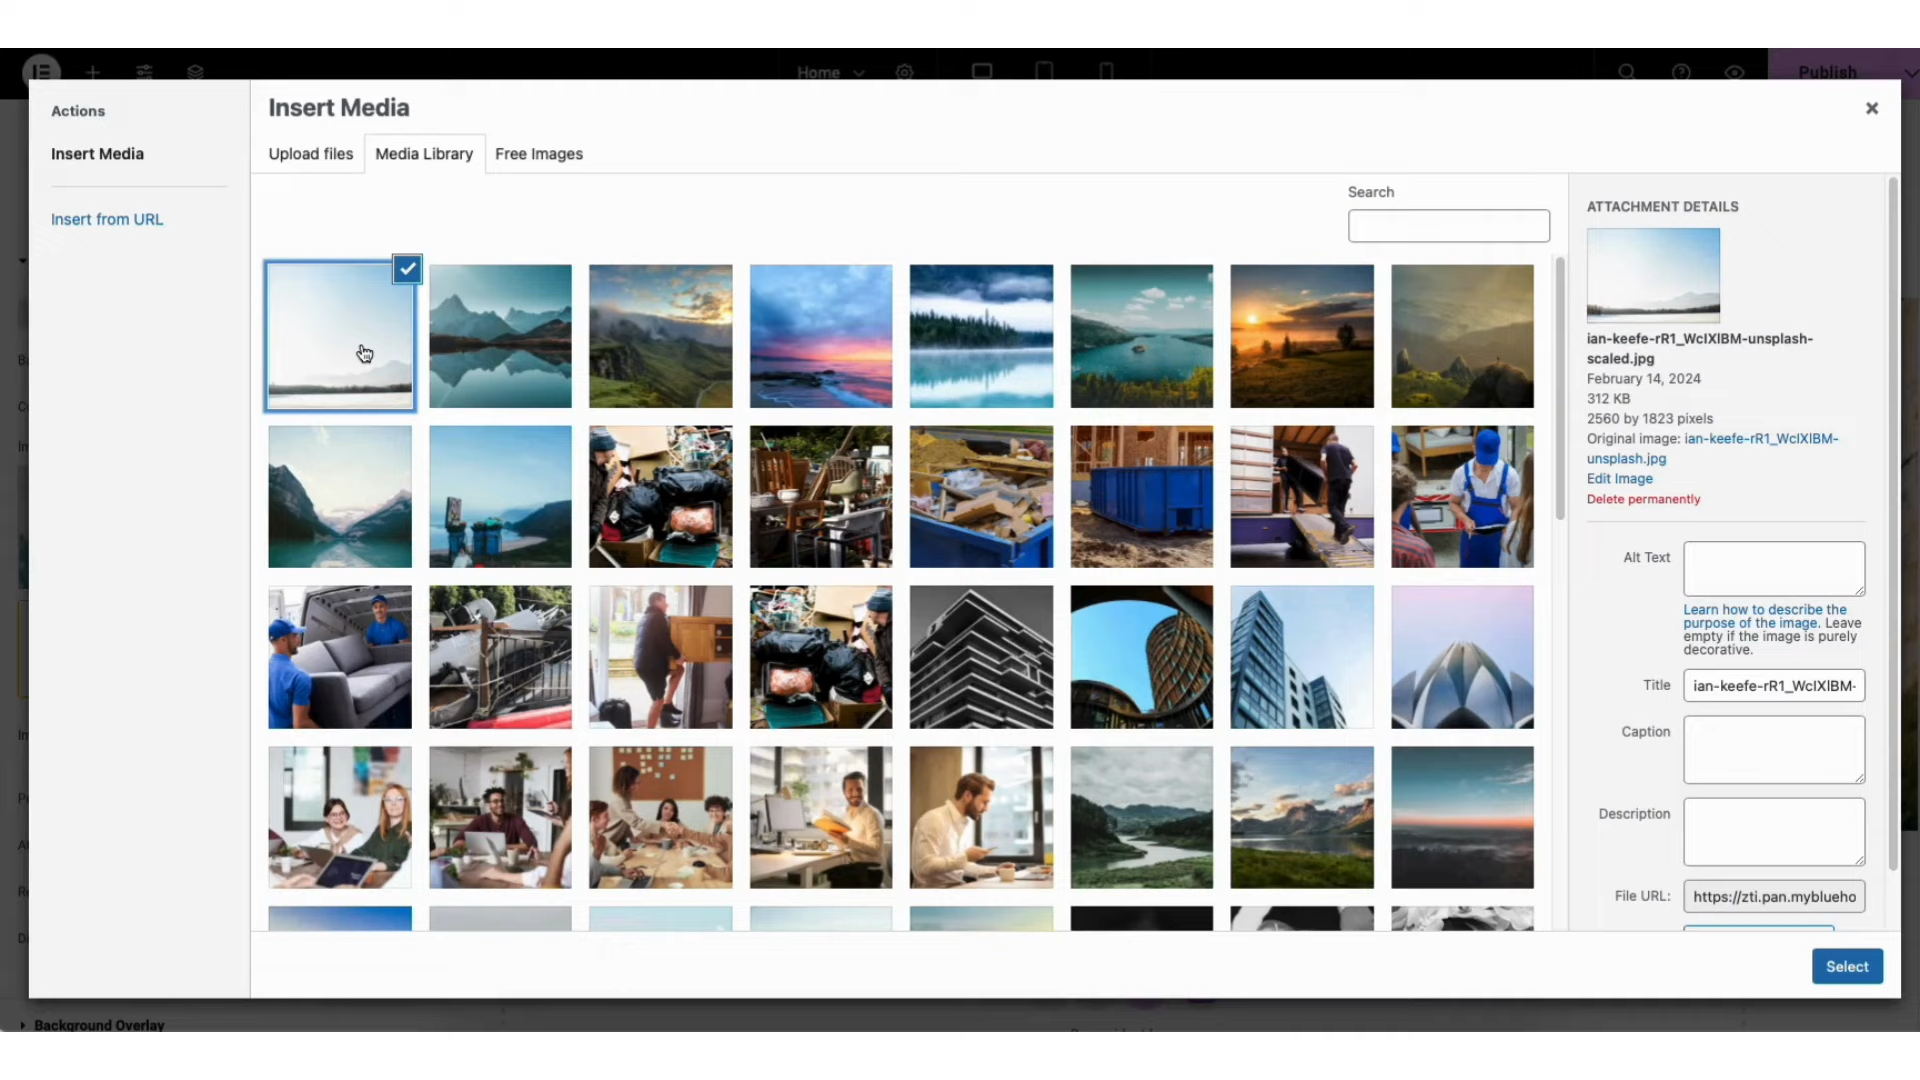 Home
Publish
Actions
Insert Media
Insert from URL
Insert Media
Upload files
Media Library
Free Images
Search
ATTACHMENT DETAILS
ian-keefe-rR1_WcIXIBM-unsplash-
scaled.jpg
February 14, 2024
312 KB
2560 by 1823 pixels
Original image: ian-keefe-rR1_WcIXIBM-
unsplash.jpg
Edit Image
Delete permanently
Alt Text
Learn how to describe the
purpose of the image. Leave
empty if the image is purely
decorative.
Title
ian-keefe-rR1_WcIXIBM-
Caption
Description
File URL:
https://zti.pan.myblueho
Select
Background Overlay